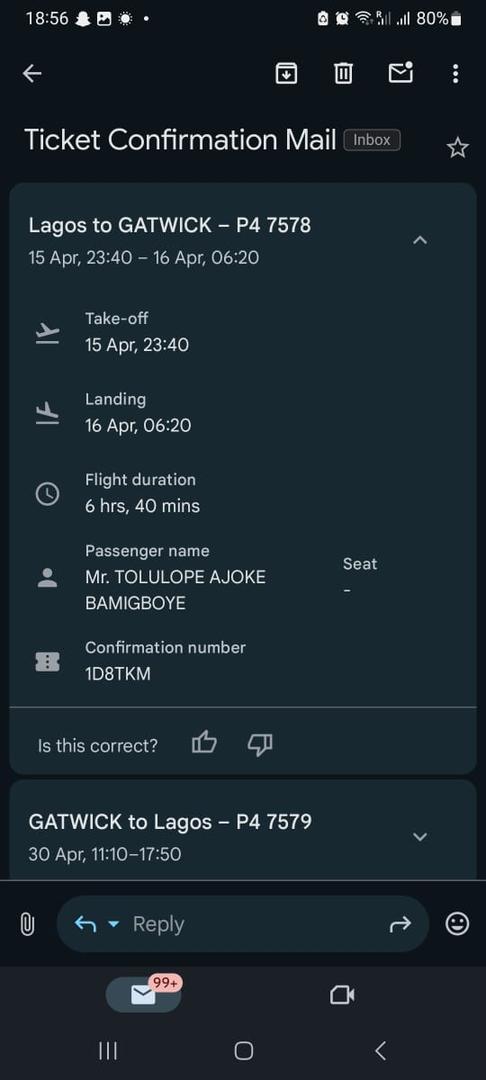 18:56 80%
Ticket Confirmation Mail Inbox
Lagos to GATWICK – P4 7578
15 Apr, 23:40 – 16 Apr, 06:20
Take-off
15 Apr, 23:40
Landing
16 Apr, 06:20
Flight duration
6 hrs, 40 mins
Passenger name
Mr. TOLULOPE AJOKE
BAMIGBOYE
Seat
-
Confirmation number
1D8TKM
Is this correct?
GATWICK to Lagos – P4 7579
30 Apr, 11:10–17:50
Reply
99+